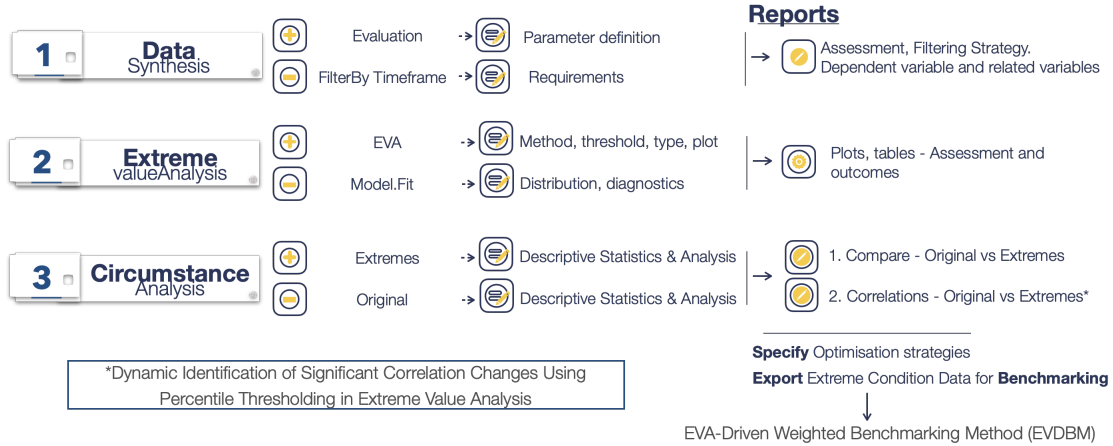 Reports
1 Data
Synthesis
Evaluation
Parameter definition
FilterBy Timeframe
Requirements
Assessment, Filtering Strategy.
Dependent variable and related variables
2 Extreme
valueAnalysis
EVA
Method, threshold, type, plot
Model.Fit
Distribution, diagnostics
Plots, tables - Assessment and
outcomes
3 Circumstance
Analysis
Extremes
Descriptive Statistics & Analysis
Original
Descriptive Statistics & Analysis
1. Compare - Original vs Extremes
2. Correlations - Original vs Extremes*
Specify Optimisation strategies
Export Extreme Condition Data for Benchmarking
*Dynamic Identification of Significant Correlation Changes Using
Percentile Thresholding in Extreme Value Analysis
EVA-Driven Weighted Benchmarking Method (EVDBM)